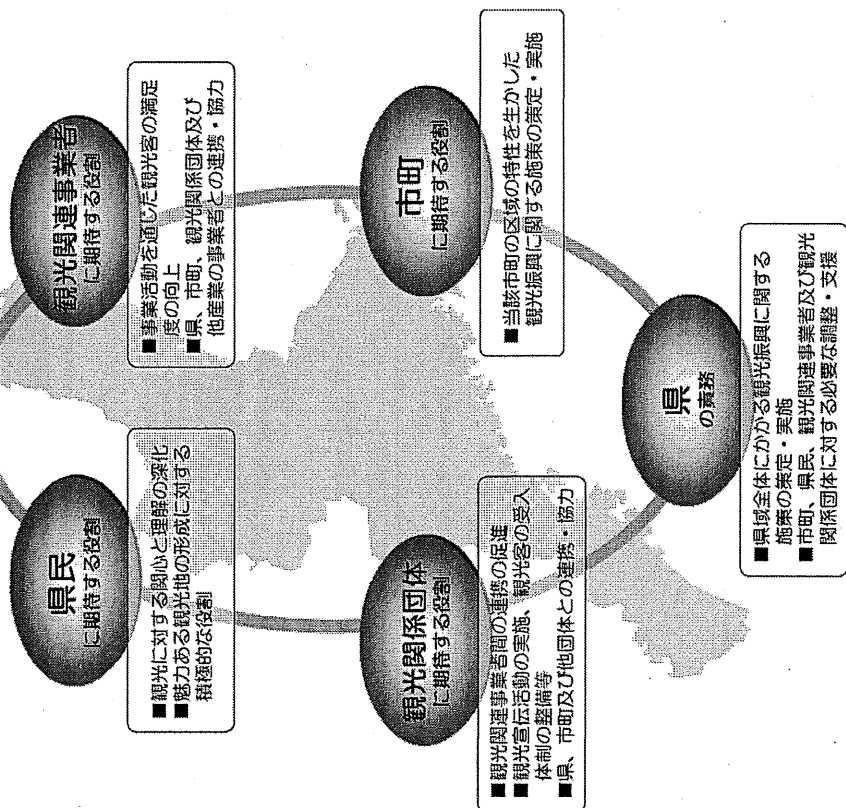 県民
に期待する役割
■観光に対する関心と理解の深化
■魅力ある観光地の形成に対する
積極的な役割
観光関連事業者
に期待する役割
■事業活動を通じた観光客の満足
度の向上
■県、市町、観光関係団体及び
他産業の事業者との連携・協力
観光関係団体
に期待する役割
■観光関連事業者間の連携の促進
■観光宣伝活動の実施、観光客の受入
体制の整備等
■県、市町及び他団体との連携・協力
市町
に期待する役割
■当該市町の区域の特性を生かした
観光振興に関する施策の策定・実施
県
の責務
■県域全体にかかる観光振興に関する
施策の策定・実施
■市町、県民、観光関連事業者及び観光
関係団体に対する必要な調整・支援